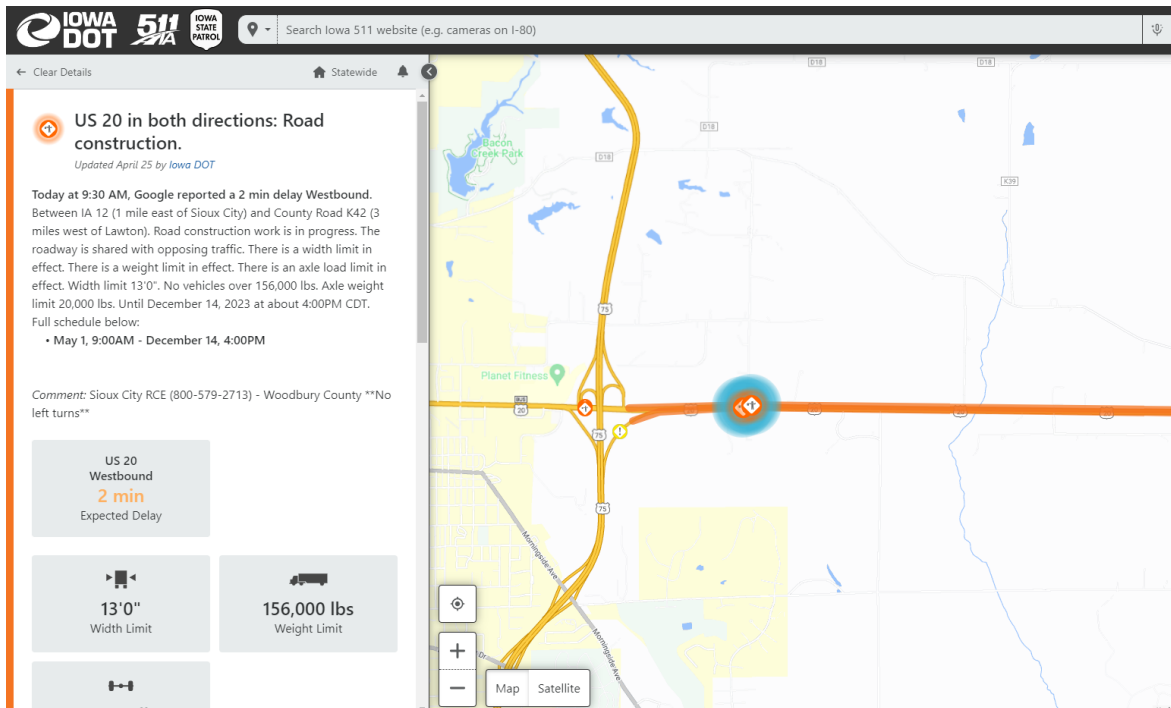 IOWA DOT
511 IA
IOWA STATE PATROL
Search Iowa 511 website (e.g. cameras on I-80)
Clear Details
Statewide
US 20 in both directions: Road
construction.
Updated April 25 by Iowa DOT
Today at 9:30 AM, Google reported a 2 min delay Westbound.
Between IA 12 (1 mile east of Sioux City) and County Road K42 (3
miles west of Lawton). Road construction work is in progress. The
roadway is shared with opposing traffic. There is a width limit in
effect. There is a weight limit in effect. There is an axle load limit in
effect. Width limit 13'0". No vehicles over 156,000 lbs. Axle weight
limit 20,000 lbs. Until December 14, 2023 at about 4:00PM CDT.
Full schedule below:
• May 1, 9:00AM - December 14, 4:00PM
Comment: Sioux City RCE (800-579-2713) - Woodbury County **No
left turns**
US 20
Westbound
2 min
Expected Delay
13'0"
Width Limit
156,000 lbs
Weight Limit
D18
D18
D18
D18
K39
Bacon
Creek Park
75
Planet Fitness
BUS
20
75
20
20
20
20
75
Morningside Ave
Morningside Ave
Dr
Map
Satellite